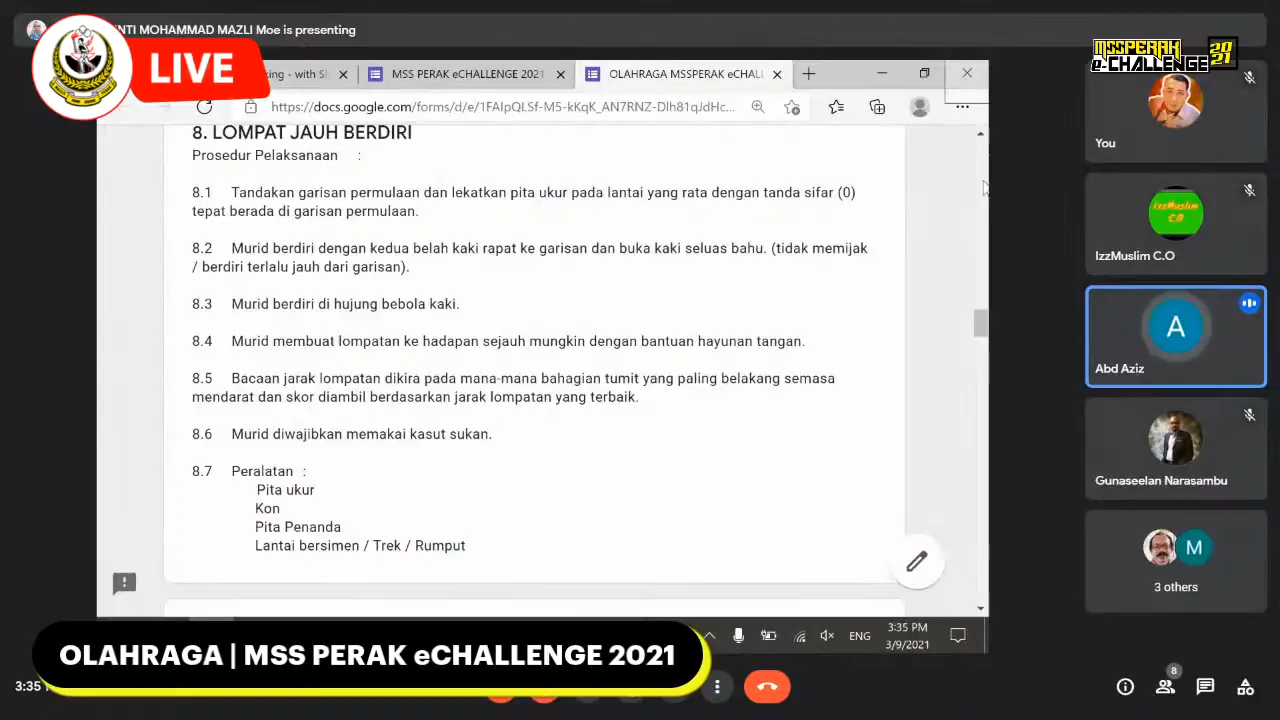 NTI MOHAMMAD MAZLI Moe is presenting
LIVE
MSSPERAK
e-CHALLENGE
2021
king - with Sh
MSS PERAK eCHALLENGE 2021
OLAHRAGA MSSPERAK eCHALL
https://docs.google.com/forms/d/e/1FAIpQLSf-M5-kKqK_AN7RNZ-Dlh81qJdHc...
8. LOMPAT JAUH BERDIRI
Prosedur Pelaksanaan :
8.1 Tandakan garisan permulaan dan lekatkan pita ukur pada lantai yang rata dengan tanda sifar (0)
tepat berada di garisan permulaan.
8.2 Murid berdiri dengan kedua belah kaki rapat ke garisan dan buka kaki seluas bahu. (tidak memijak
/ berdiri terlalu jauh dari garisan).
8.3 Murid berdiri di hujung bebola kaki.
8.4 Murid membuat lompatan ke hadapan sejauh mungkin dengan bantuan hayunan tangan.
8.5 Bacaan jarak lompatan dikira pada mana-mana bahagian tumit yang paling belakang semasa
mendarat dan skor diambil berdasarkan jarak lompatan yang terbaik.
8.6 Murid diwajibkan memakai kasut sukan.
8.7 Peralatan :
Pita ukur
Kon
Pita Penanda
Lantai bersimen / Trek / Rumput
You
IzzMuslim C.O
IzzMuslim C.O
A
Abd Aziz
Gunaseelan Narasambu
M
3 others
ENG
3:35 PM
3/9/2021
OLAHRAGA | MSS PERAK eCHALLENGE 2021
3:35
8